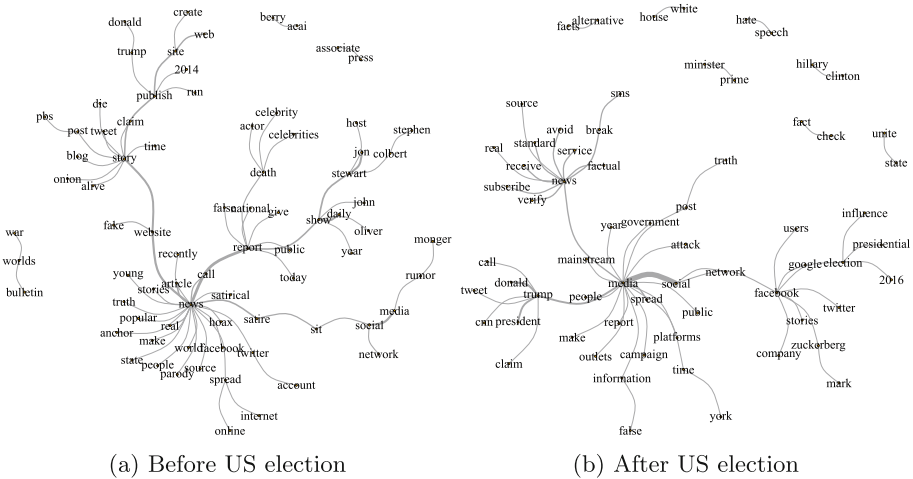 donald
create
berry
acai
web
trump
site
associate
press
2014
publish
run
die
celebrity
pbs
claim
post
tweet
actor
celebrities
host
stephen
time
jon
colbert
blog
story
death
stewart
onion
alive
false
national
give
john
show
daily
oliver
fake
website
report
public
year
war
recently
monger
worlds
young
call
today
rumor
bulletin
stories
article
satirical
truth
news
media
popular
real
hoax
satire
sit
social
anchor
make
world
facebook
twitter
network
state
people
parody
source
spread
account
internet
online
(a) Before US election
white
alternative
facts
house
hate
speech
minister
prime
hillary
clinton
sms
source
avoid
break
fact
check
unite
state
real
standard
service
receive
factual
truth
subscribe
news
verify
post
influence
year
government
users
attack
presidential
mainstream
call
google
election
donald
media
social
network
2016
tweet
trump
people
spread
facebook
can
president
report
public
stories
twitter
make
platforms
zuckerberg
claim
outlets
campaign
company
information
time
mark
york
false
(b) After US election